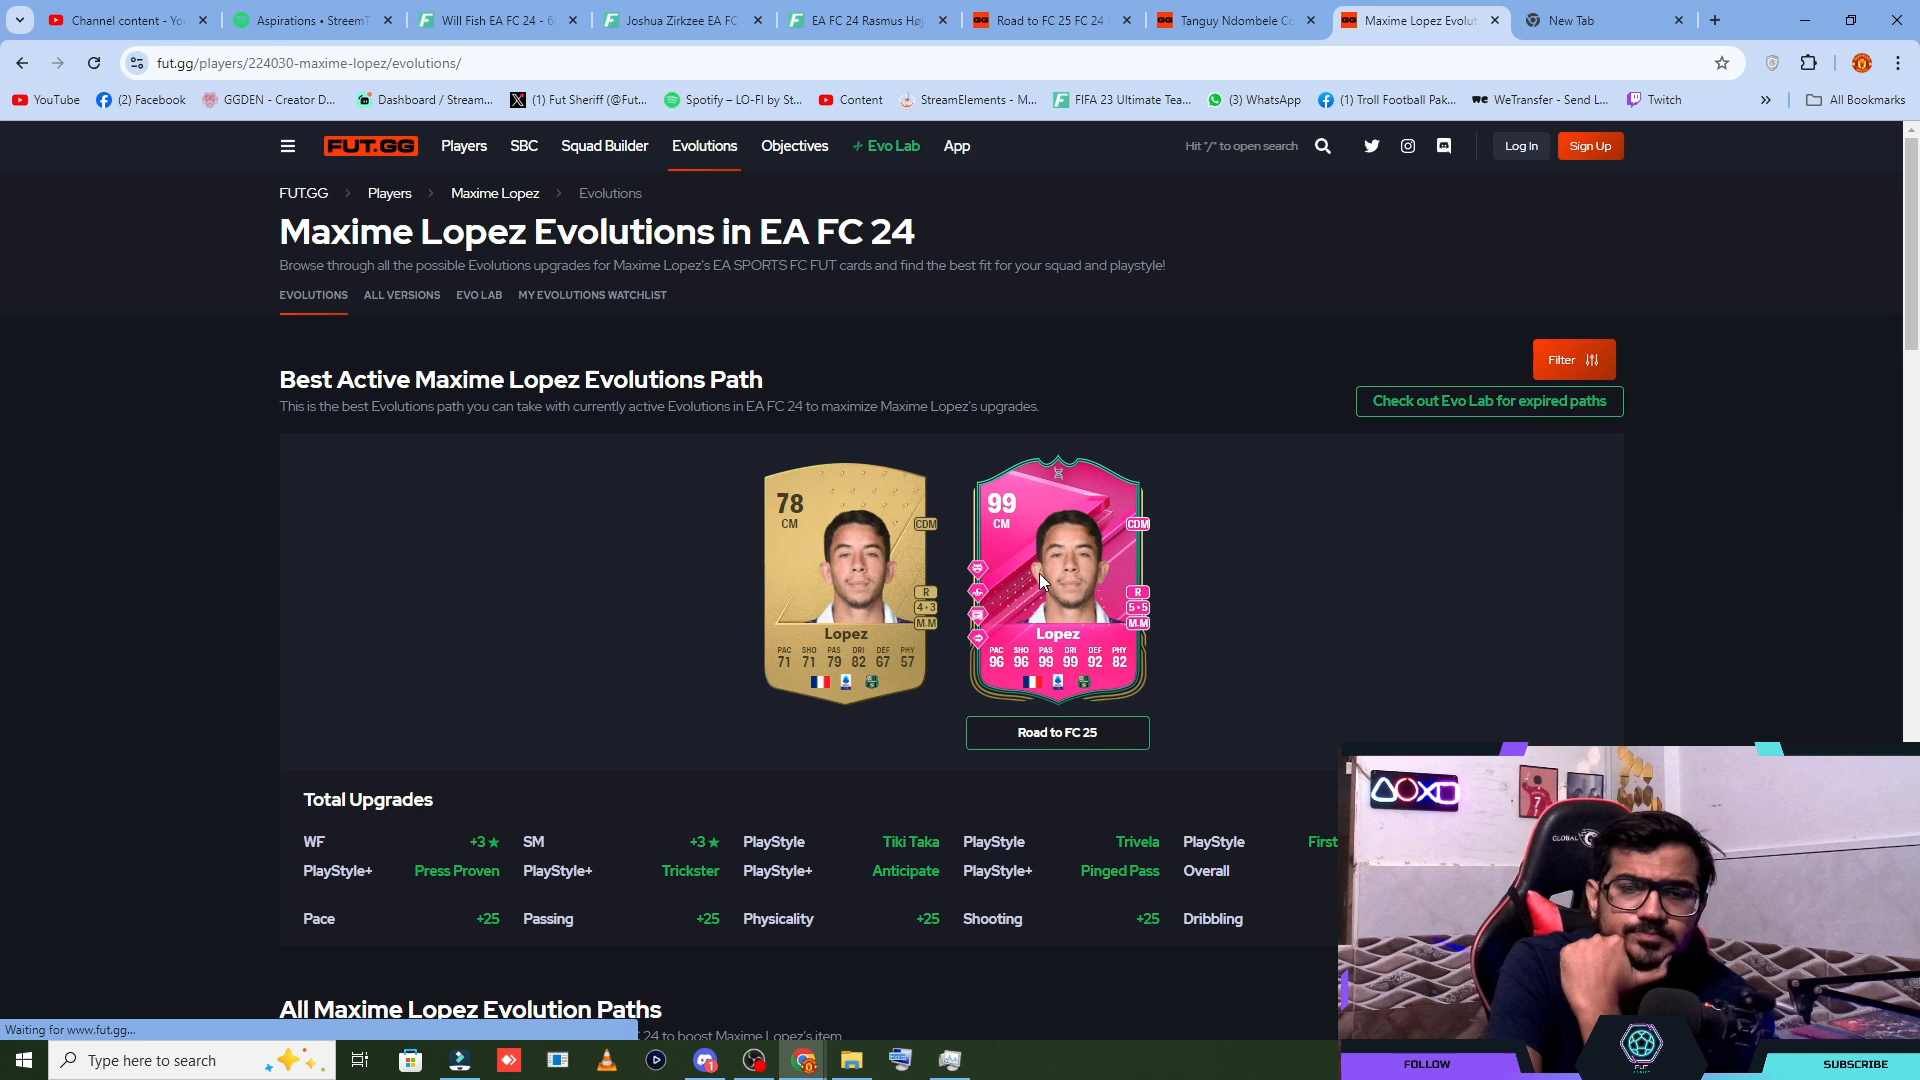 Channel content - Yo
Aspirations • StreemT
Will Fish EA FC 24 - 6
Joshua Zirkzee EA FC
EA FC 24 Rasmus Høj
Road to FC 25 FC 24
Tanguy Ndombele Co
Maxime Lopez Evolut
New Tab
fut.gg/players/224030-maxime-lopez/evolutions/
YouTube
(2) Facebook
GGDEN - Creator D...
Dashboard / Stream...
(1) Fut Sheriff (@Fut...
Spotify – LO-FI by St...
Content
StreamElements - M...
FIFA 23 Ultimate Tea...
(3) WhatsApp
(1) Troll Football Pak...
WeTransfer - Send L...
Twitch
All Bookmarks
FUT.GG
Players
SBC
Squad Builder
Evolutions
Objectives
Evo Lab
App
Hit "/" to open search
Log In
Sign Up
FUT.GG > Players > Maxime Lopez > Evolutions
Maxime Lopez Evolutions in EA FC 24
Browse through all the possible Evolutions upgrades for Maxime Lopez's EA SPORTS FC FUT cards and find the best fit for your squad and playstyle!
EVOLUTIONS
ALL VERSIONS
EVO LAB
MY EVOLUTIONS WATCHLIST
Filter
Best Active Maxime Lopez Evolutions Path
This is the best Evolutions path you can take with currently active Evolutions in EA FC 24 to maximize Maxime Lopez's upgrades.
Check out Evo Lab for expired paths
78
CM
CDM
R
4 • 3
M-M
Lopez
PAC SHO PAS DRI DEF PHY
71 71 79 82 67 57
99
CM
CDM
R
5 • 5
M-M
Lopez
PAC SHO PAS DRI DEF PHY
96 96 99 99 92 82
Road to FC 25
Total Upgrades
WF +3★ SM +3★ PlayStyle Tiki Taka PlayStyle Trivela PlayStyle First
PlayStyle+ Press Proven PlayStyle+ Trickster PlayStyle+ Anticipate PlayStyle+ Pinged Pass Overall
Pace +25 Passing +25 Physicality +25 Shooting +25 Dribbling
All Maxime Lopez Evolution Paths
24 to boost Maxime Lopez's item
Waiting for www.fut.gg...
Type here to search
1
7
GLOBAL
FUT
FOLLOW
SUBSCRIBE